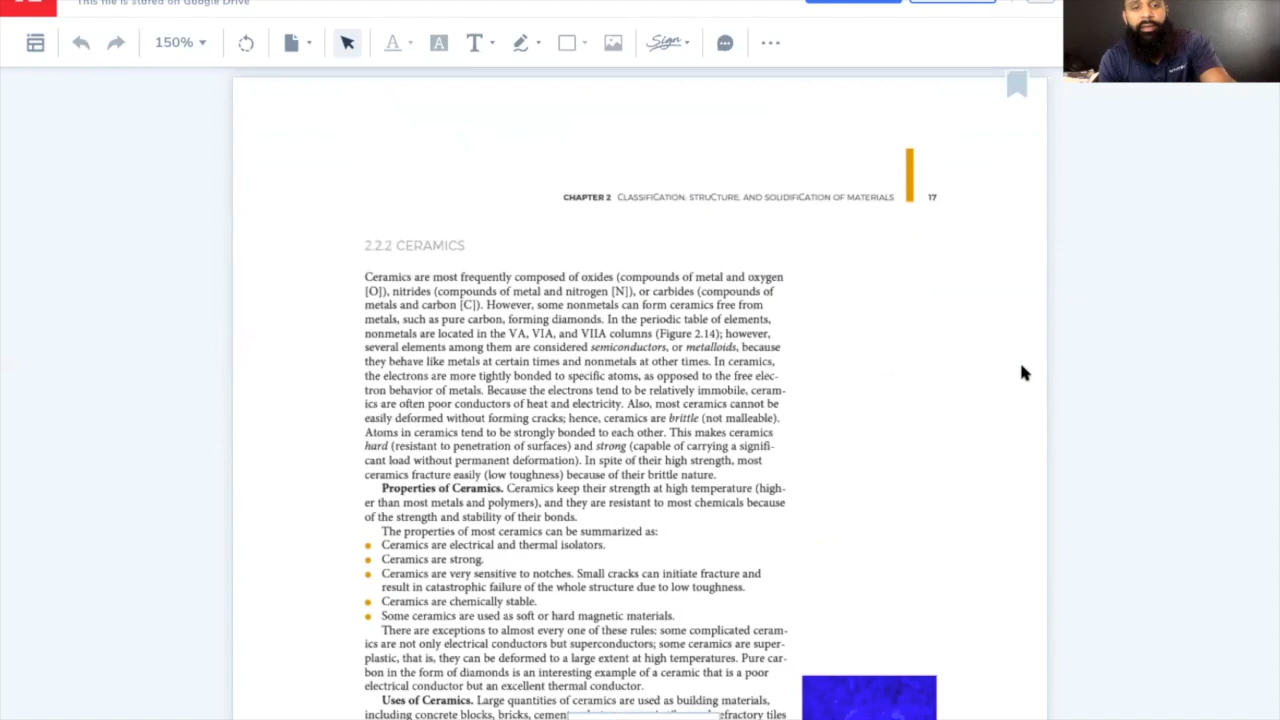 This file is stored on Google Drive
150%
T
A
A
Sign
CHAPTER 2 CLASSIFICATION, STRUCTURE, AND SOLIDIFICATION OF MATERIALS 17
2.2.2 CERAMICS
Ceramics are most frequently composed of oxides (compounds of metal and oxygen
[O]), nitrides (compounds of metal and nitrogen [N]), or carbides (compounds of
metals and carbon [C]). However, some nonmetals can form ceramics free from
metals, such as pure carbon, forming diamonds. In the periodic table of elements,
nonmetals are located in the VA, VIA, and VIIA columns (Figure 2.14); however,
several elements among them are considered semiconductors, or metalloids, because
they behave like metals at certain times and nonmetals at other times. In ceramics,
the electrons are more tightly bonded to specific atoms, as opposed to the free elec-
tron behavior of metals. Because the electrons tend to be relatively immobile, ceram-
ics are often poor conductors of heat and electricity. Also, most ceramics cannot be
easily deformed without forming cracks; hence, ceramics are brittle (not malleable).
Atoms in ceramics tend to be strongly bonded to each other. This makes ceramics
hard (resistant to penetration of surfaces) and strong (capable of carrying a signifi-
cant load without permanent deformation). In spite of their high strength, most
ceramics fracture easily (low toughness) because of their brittle nature.
Properties of Ceramics. Ceramics keep their strength at high temperature (high-
er than most metals and polymers), and they are resistant to most chemicals because
of the strength and stability of their bonds.
The properties of most ceramics can be summarized as:
Ceramics are electrical and thermal isolators.
Ceramics are strong.
Ceramics are very sensitive to notches. Small cracks can initiate fracture and
result in catastrophic failure of the whole structure due to low toughness.
Ceramics are chemically stable.
Some ceramics are used as soft or hard magnetic materials.
There are exceptions to almost every one of these rules: some complicated ceram-
ics are not only electrical conductors but superconductors; some ceramics are super-
plastic, that is, they can be deformed to a large extent at high temperatures. Pure car-
bon in the form of diamonds is an interesting example of a ceramic that is a poor
electrical conductor but an excellent thermal conductor.
Uses of Ceramics. Large quantities of ceramics are used as building materials,
including concrete blocks, bricks, cemen efractory tiles